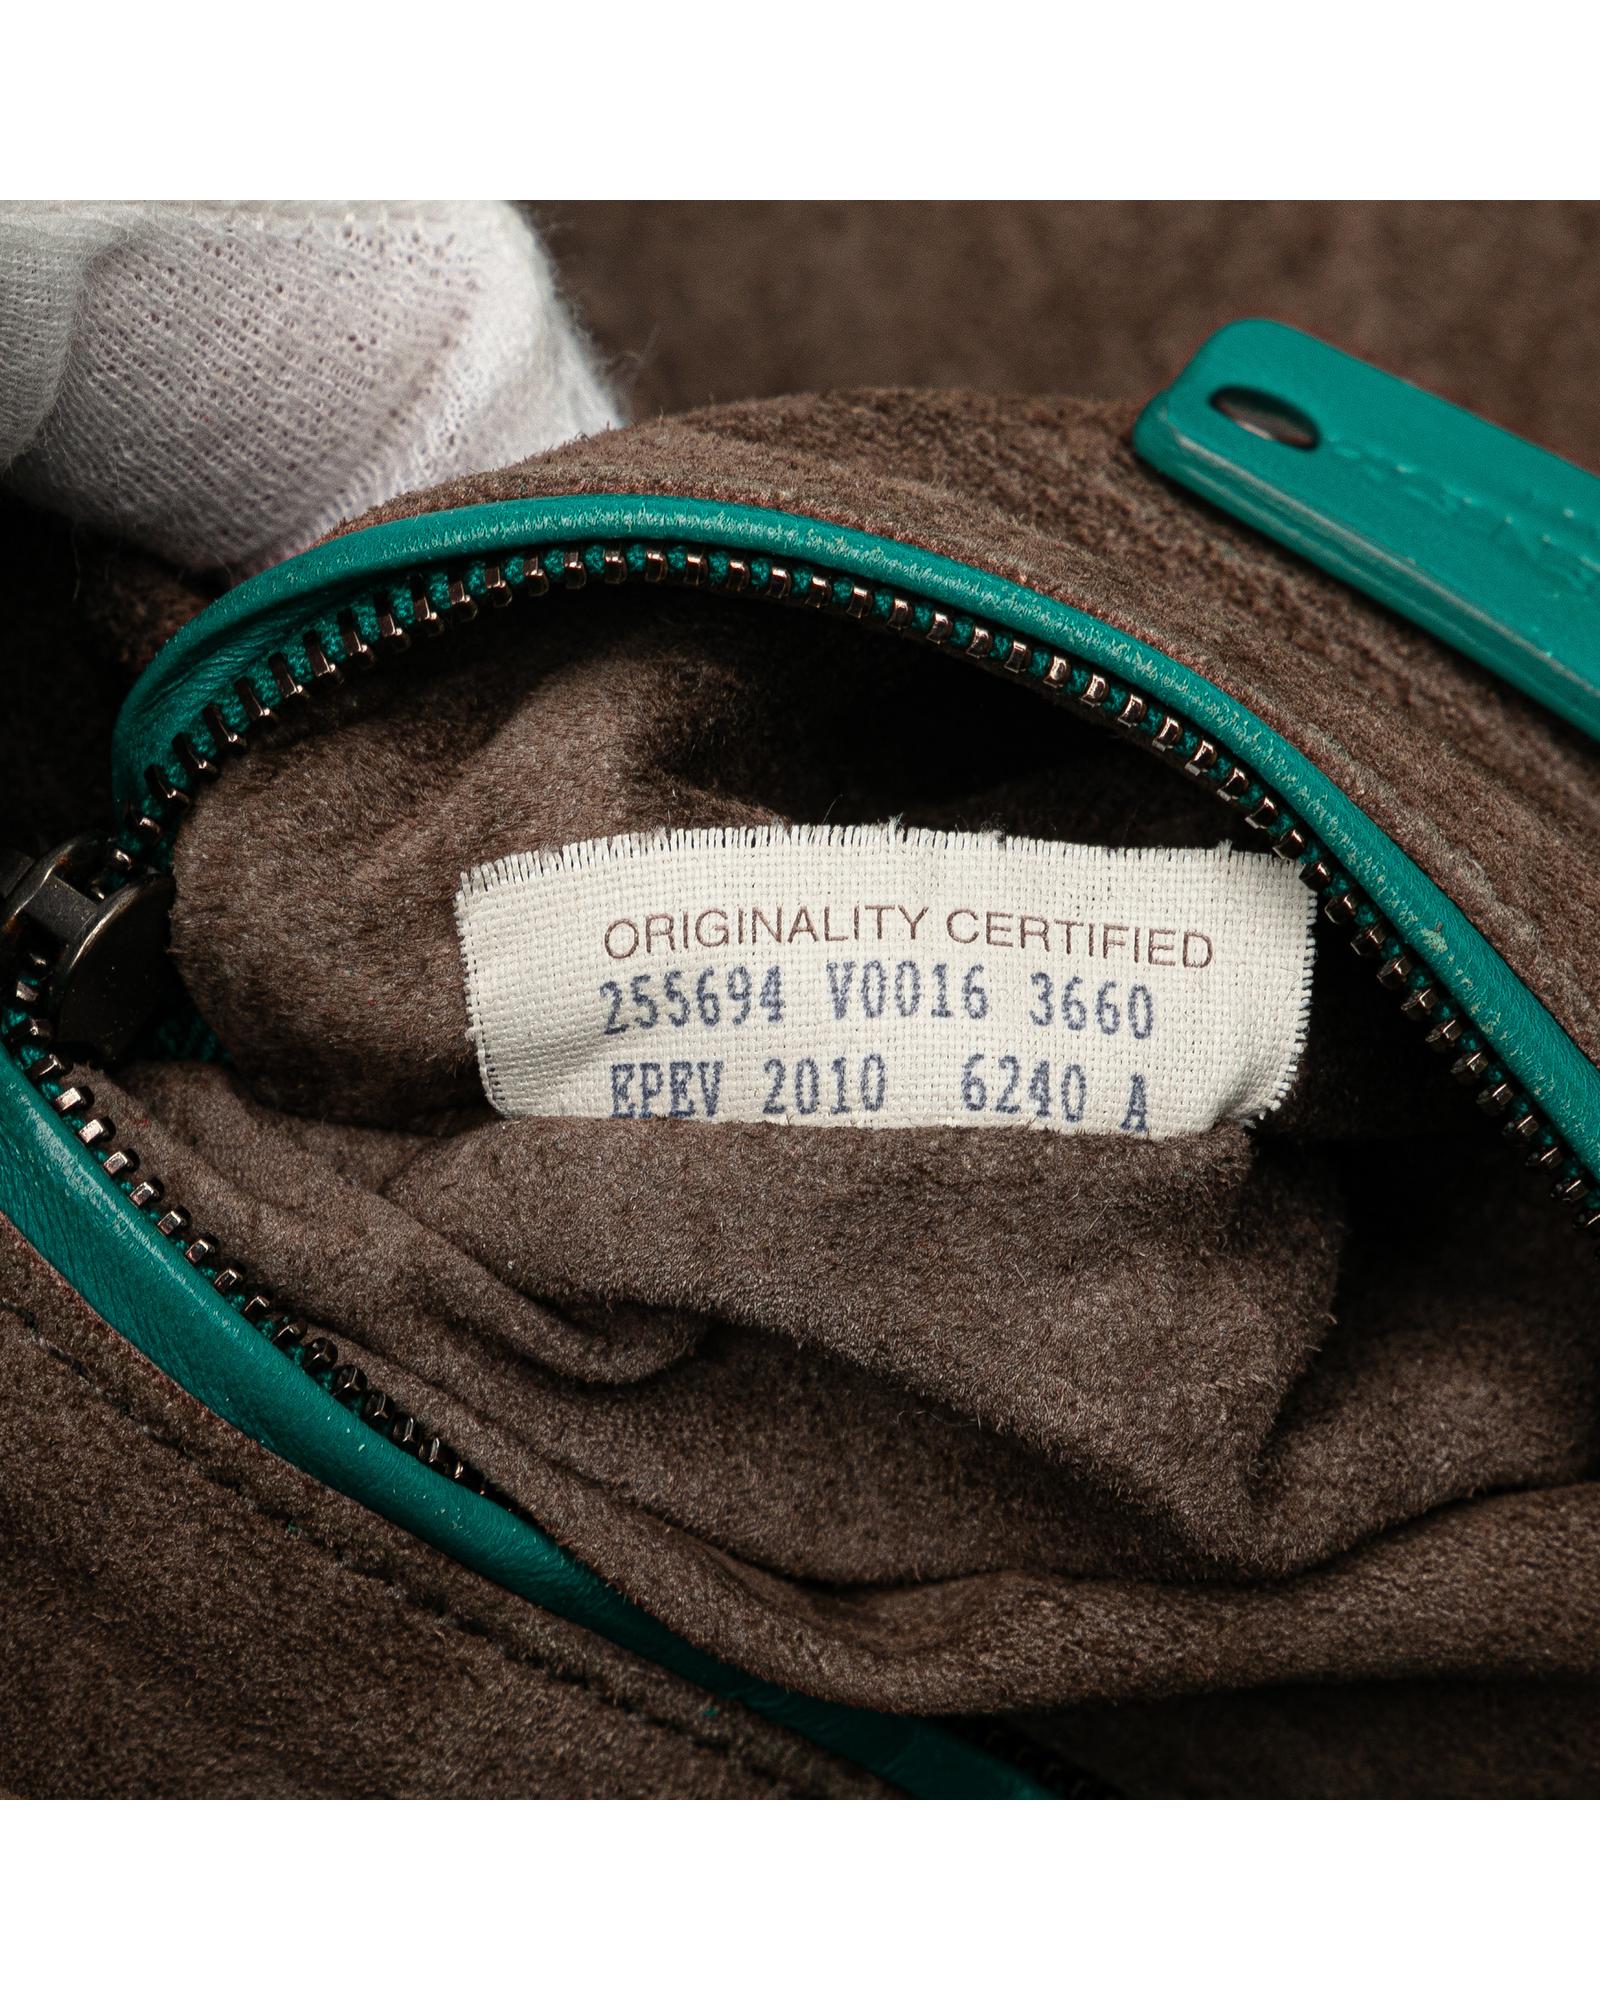 ORIGINALITY CERTIFIED
255694 V0016 3660
EPEV 2010 6240 A